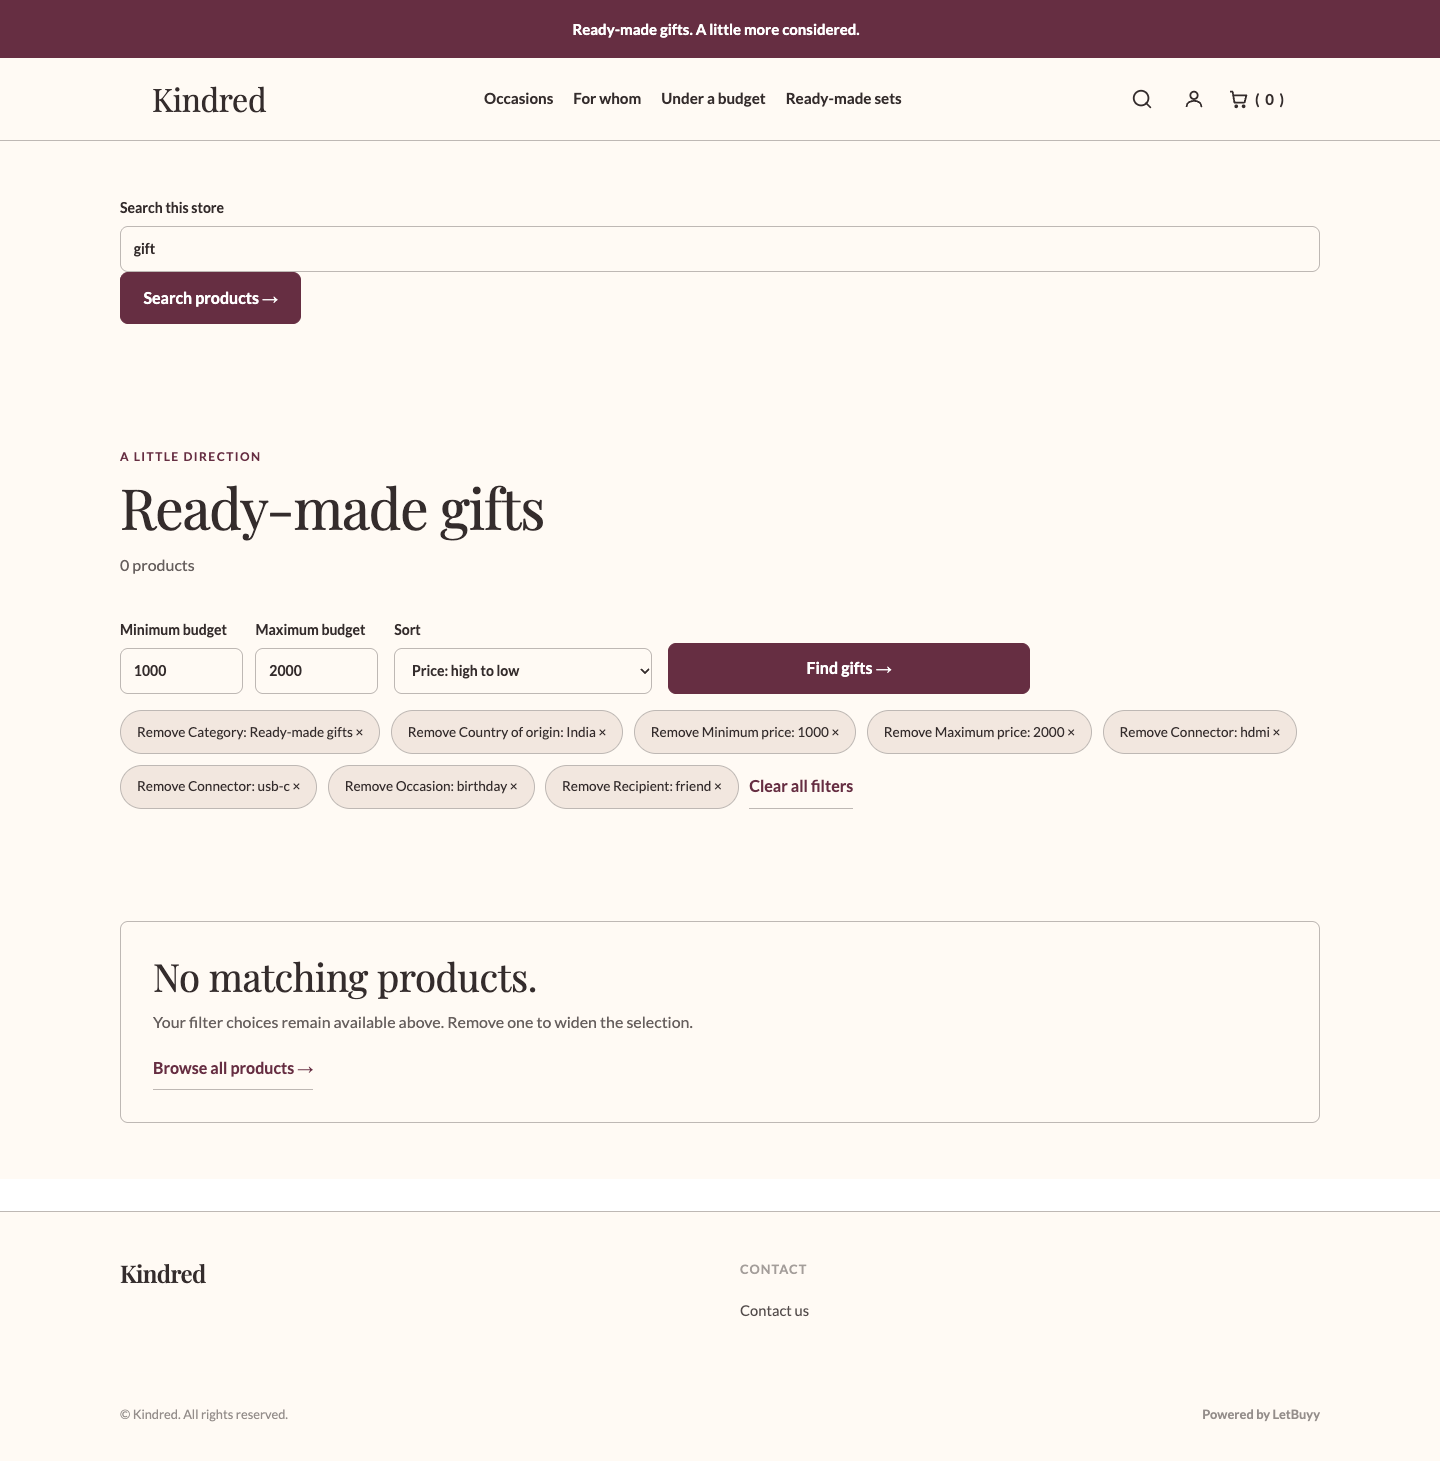 Ready-made gifts. A little more considered.
Kindred
Occasions For whom Under a budget Ready-made sets
( 0 )
Search this store
gift
Search products →
A LITTLE DIRECTION
Ready-made gifts
0 products
Minimum budget Maximum budget Sort
1000 2000 Price: high to low Find gifts →
Remove Category: Ready-made gifts × Remove Country of origin: India × Remove Minimum price: 1000 × Remove Maximum price: 2000 × Remove Connector: hdmi ×
Remove Connector: usb-c × Remove Occasion: birthday × Remove Recipient: friend × Clear all filters
No matching products.
Your filter choices remain available above. Remove one to widen the selection.
Browse all products →
Kindred
CONTACT
Contact us
© Kindred. All rights reserved.
Powered by LetBuyy